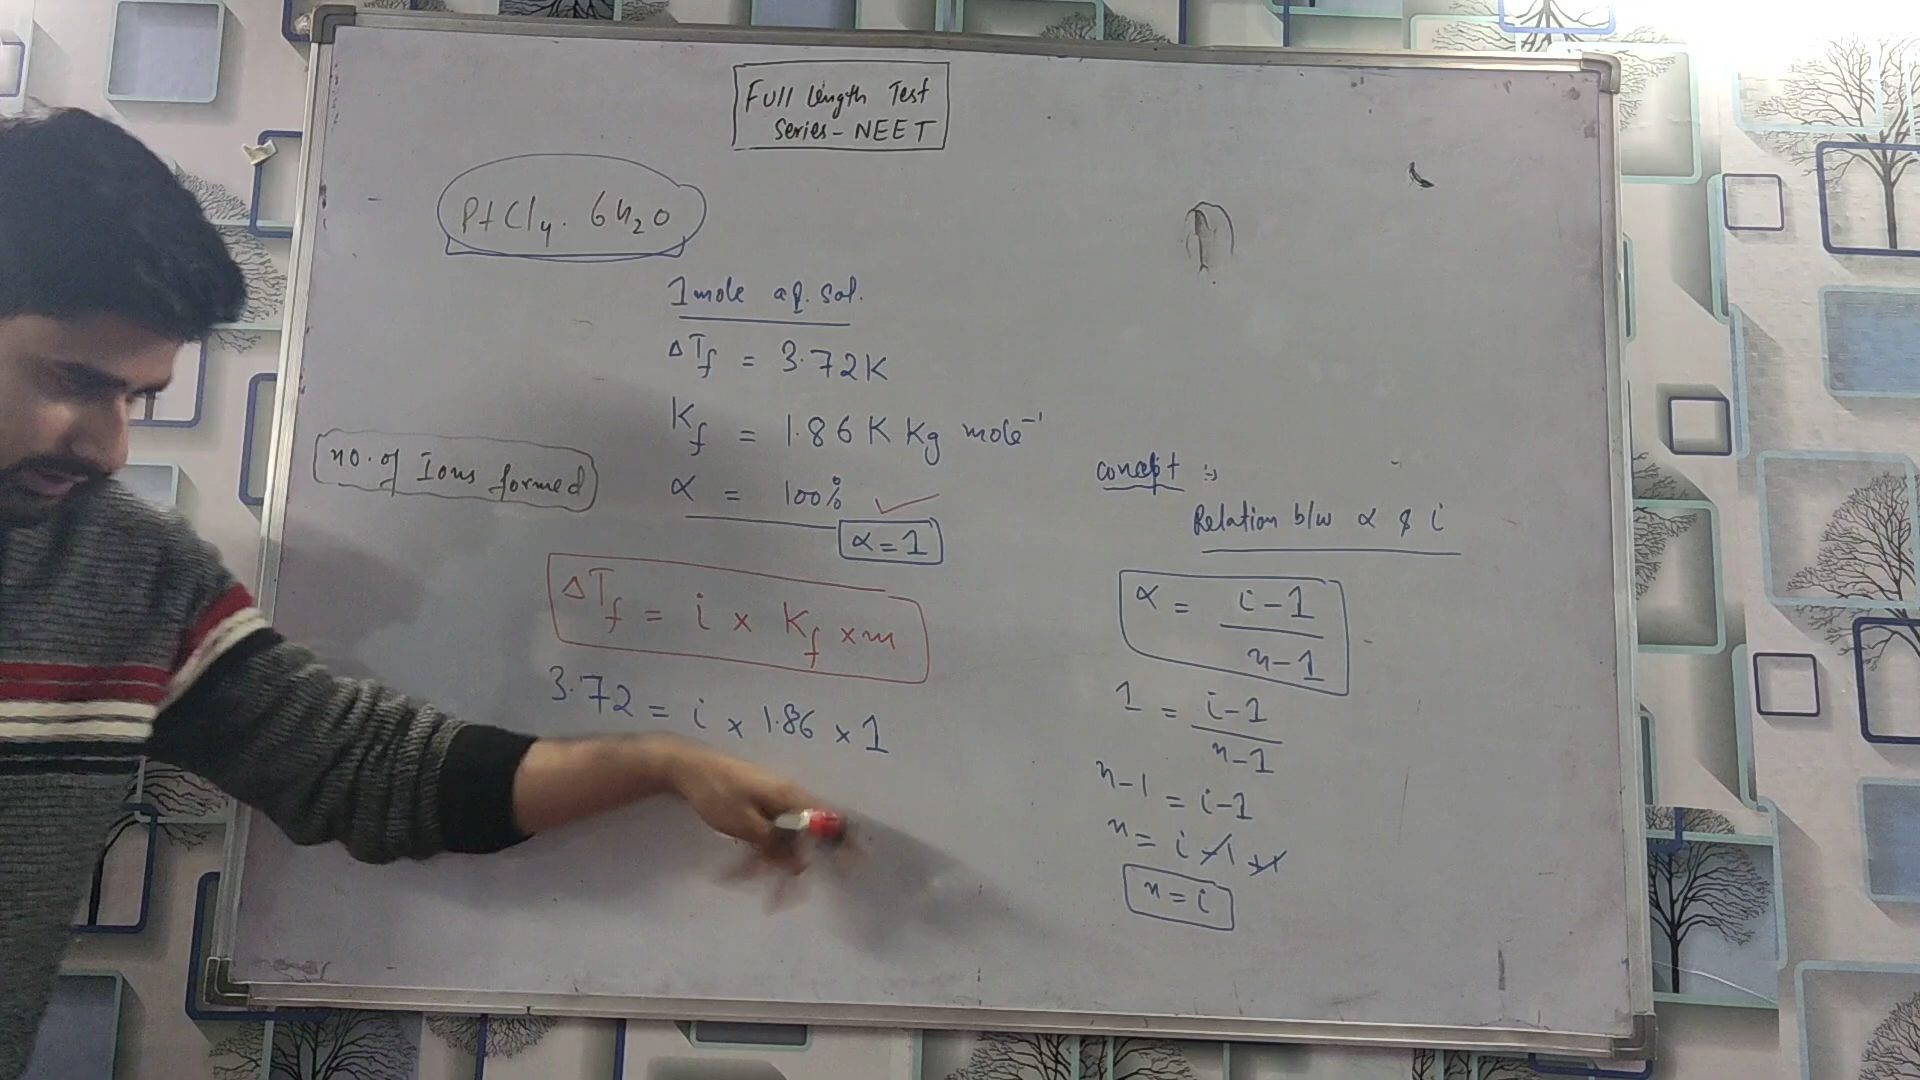 Full length Test
Series - NEET
PtCl₄. 6H₂O
1 mole aq. sol.
ΔTf = 3.72K
Kf = 1.86 K Kg mole⁻¹
α = 100% ✓
α = 1
no. of Ions formed
ΔTf = i × Kf × m
3.72 = i × 1.86 × 1
concept :-
Relation b/w α & i
α = i-1 / n-1
1 = i-1 / n-1
n-1 = i-1
n = i -1 +1
n = i